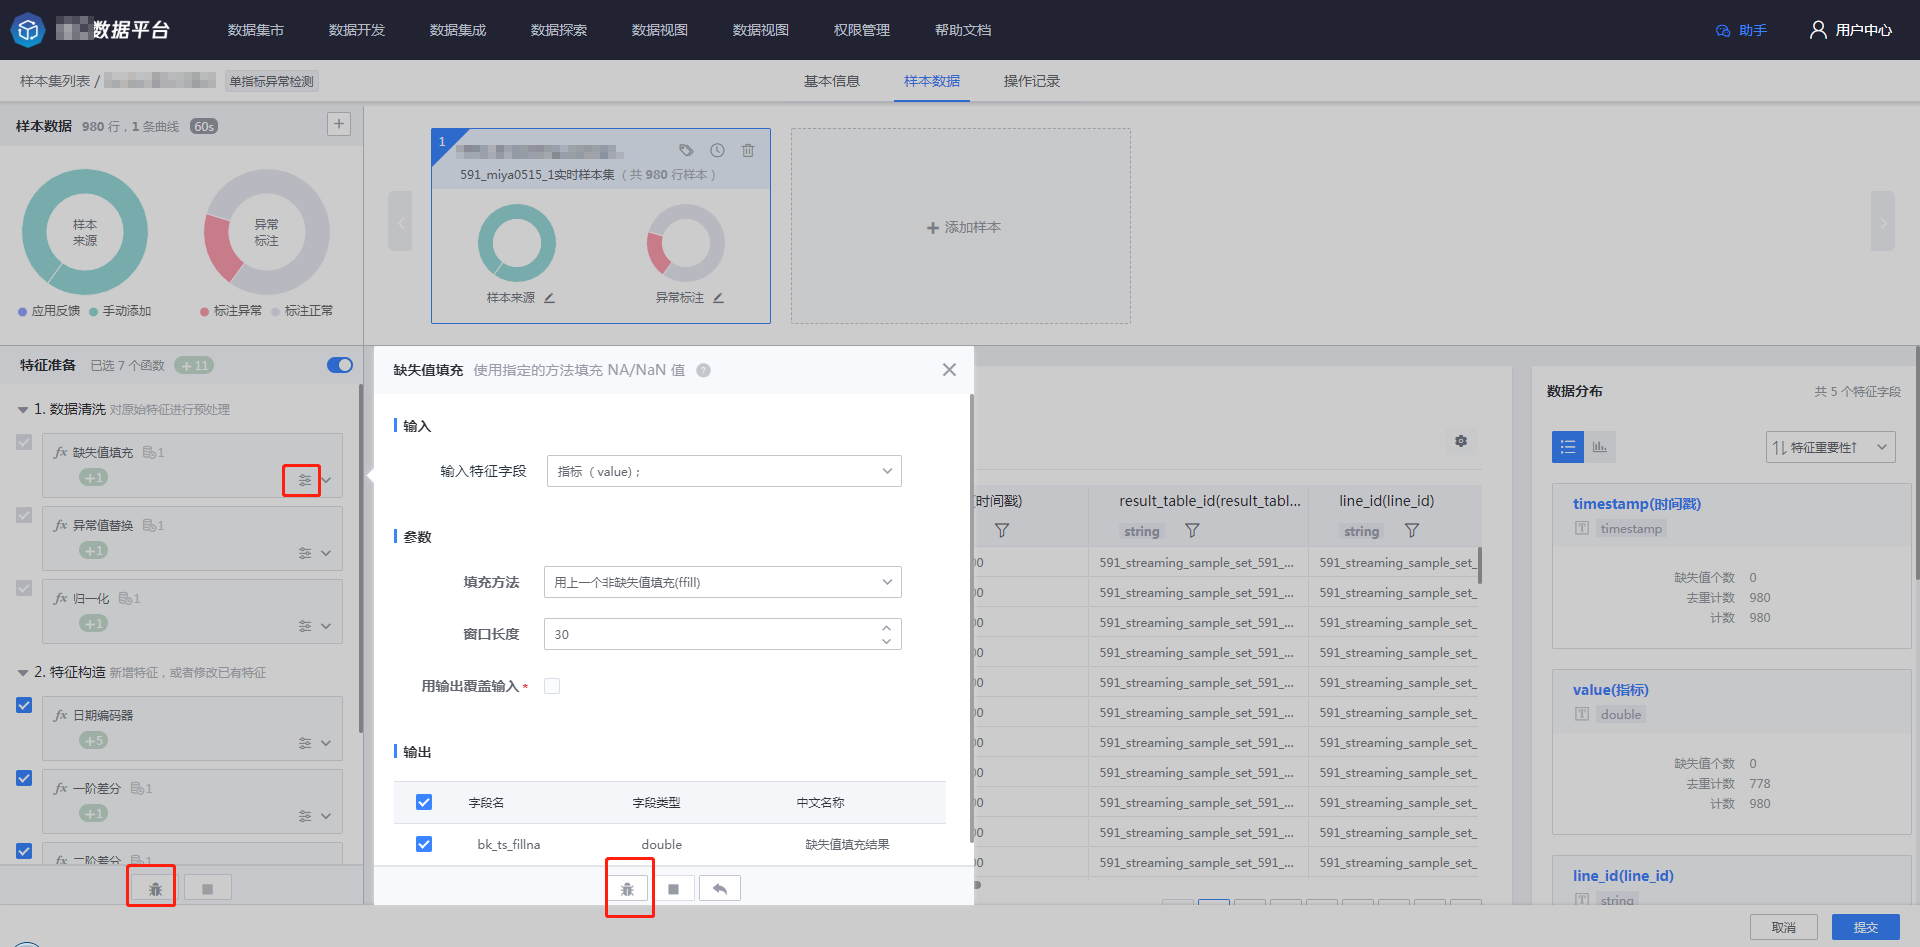 数据平台
数据集市
数据开发
数据集成
数据探索
数据视图
数据视图
权限管理
帮助文档
助手
用户中心
样本集列表 /
单指标异常检测
基本信息
样本数据
操作记录
样本数据 980 行，1 条曲线 60s
+
样本
来源
异常
标注
应用反馈
手动添加
标注异常
标注正常
1
591_miya0515_1实时样本集 （ 共 980 行样本 ）
样本来源
异常标注
添加样本
特征准备 已选 7 个函数 +11
1. 数据清洗 对原始特征进行预处理
fx 缺失值填充 1
+1
fx 异常值替换 1
+1
fx 归一化 1
+1
2. 特征构造 新增特征，或者修改已有特征
fx 日期编码器
+5
fx 一阶差分 1
+1
fx 二阶差分 1
缺失值填充 使用指定的方法填充 NA/NaN 值 ?
输入
输入特征字段
指标（ value)；
参数
填充方法
用上一个非缺失值填充(ffill)
窗口长度
30
用输出覆盖输入 *
输出
字段名
字段类型
中文名称
bk_ts_fillna
double
缺失值填充结果
时间戳)
result_table_id(result_tabl...
string
line_id(line_id)
string
00 591_streaming_sample_set_591_... 591_streaming_sample_set_
00 591_streaming_sample_set_591_... 591_streaming_sample_set_
00 591_streaming_sample_set_591_... 591_streaming_sample_set_
00 591_streaming_sample_set_591_... 591_streaming_sample_set_
00 591_streaming_sample_set_591_... 591_streaming_sample_set_
00 591_streaming_sample_set_591_... 591_streaming_sample_set_
00 591_streaming_sample_set_591_... 591_streaming_sample_set_
00 591_streaming_sample_set_591_... 591_streaming_sample_set_
00 591_streaming_sample_set_591_... 591_streaming_sample_set_
00 591_streaming_sample_set_591_... 591_streaming_sample_set_
00 591_streaming_sample_set_591_... 591_streaming_sample_set_
数据分布
共 5 个特征字段
特征重要性↑
timestamp(时间戳)
T timestamp
缺失值个数 0
去重计数 980
计数 980
value(指标)
T double
缺失值个数 0
去重计数 778
计数 980
line_id(line_id)
T string
取消
提交